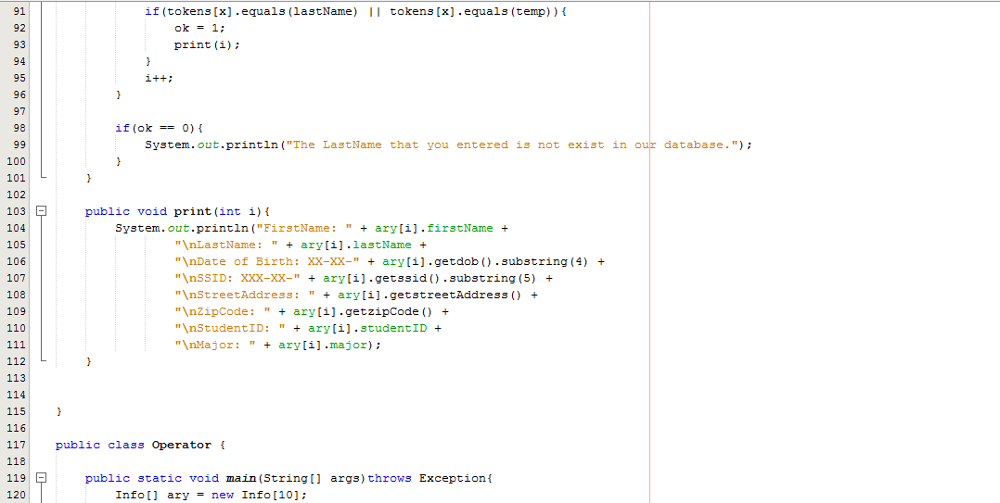 91 if(tokens[x].equals(lastName) || tokens[x].equals(temp)){
92 ok = 1;
93 print(i);
94 }
95 i++;
96 }
97
98 if(ok == 0){
99 System.out.println("The LastName that you entered is not exist in our database.");
100 }
101 }
102
103 public void print(int i){
104 System.out.println("FirstName: " + ary[i].firstName +
105 "\nLastName: " + ary[i].lastName +
106 "\nDate of Birth: XX-XX-" + ary[i].getdob().substring(4) +
107 "\nSSID: XXX-XX-" + ary[i].getssid().substring(5) +
108 "\nStreetAddress: " + ary[i].getstreetAddress() +
109 "\nZipCode: " + ary[i].getzipCode() +
110 "\nStudentID: " + ary[i].studentID +
111 "\nMajor: " + ary[i].major);
112 }
113
114
115 }
116
117 public class Operator {
118
119 public static void main(String[] args)throws Exception{
120 Info[] ary = new Info[10];